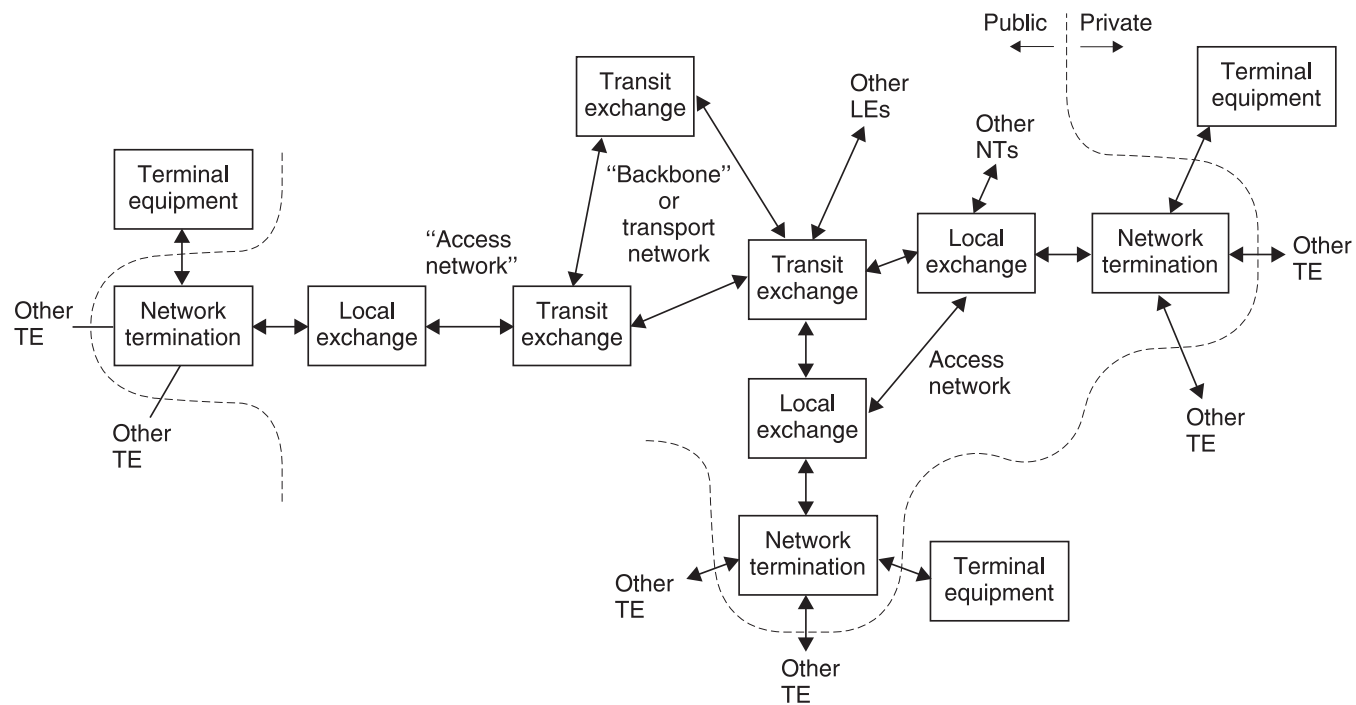 Public
Private
Transit
exchange
Other
LEs
Terminal
equipment
Other
NTs
Terminal
equipment
“Backbone”
or
transport
network
“Access
network”
Local
exchange
Network
termination
Other
TE
Transit
exchange
Other
TE
Network
termination
Local
exchange
Transit
exchange
Access
network
Local
exchange
Other
TE
Other
TE
Network
termination
Terminal
equipment
Other
TE
Other
TE